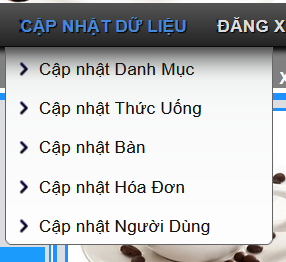 CẬP NHẬT DỮ LIỆU ĐĂNG X
Cập nhật Danh Mục
Cập nhật Thức Uống
Cập nhật Bàn
Cập nhật Hóa Đơn
Cập nhật Người Dùng